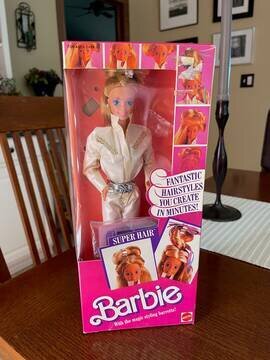 FANTASTIC
HAIRSTYLES
YOU CREATE
IN MINUTES!
SUPER HAIR
Barbie
With the magic styling barrette!
MATTEL